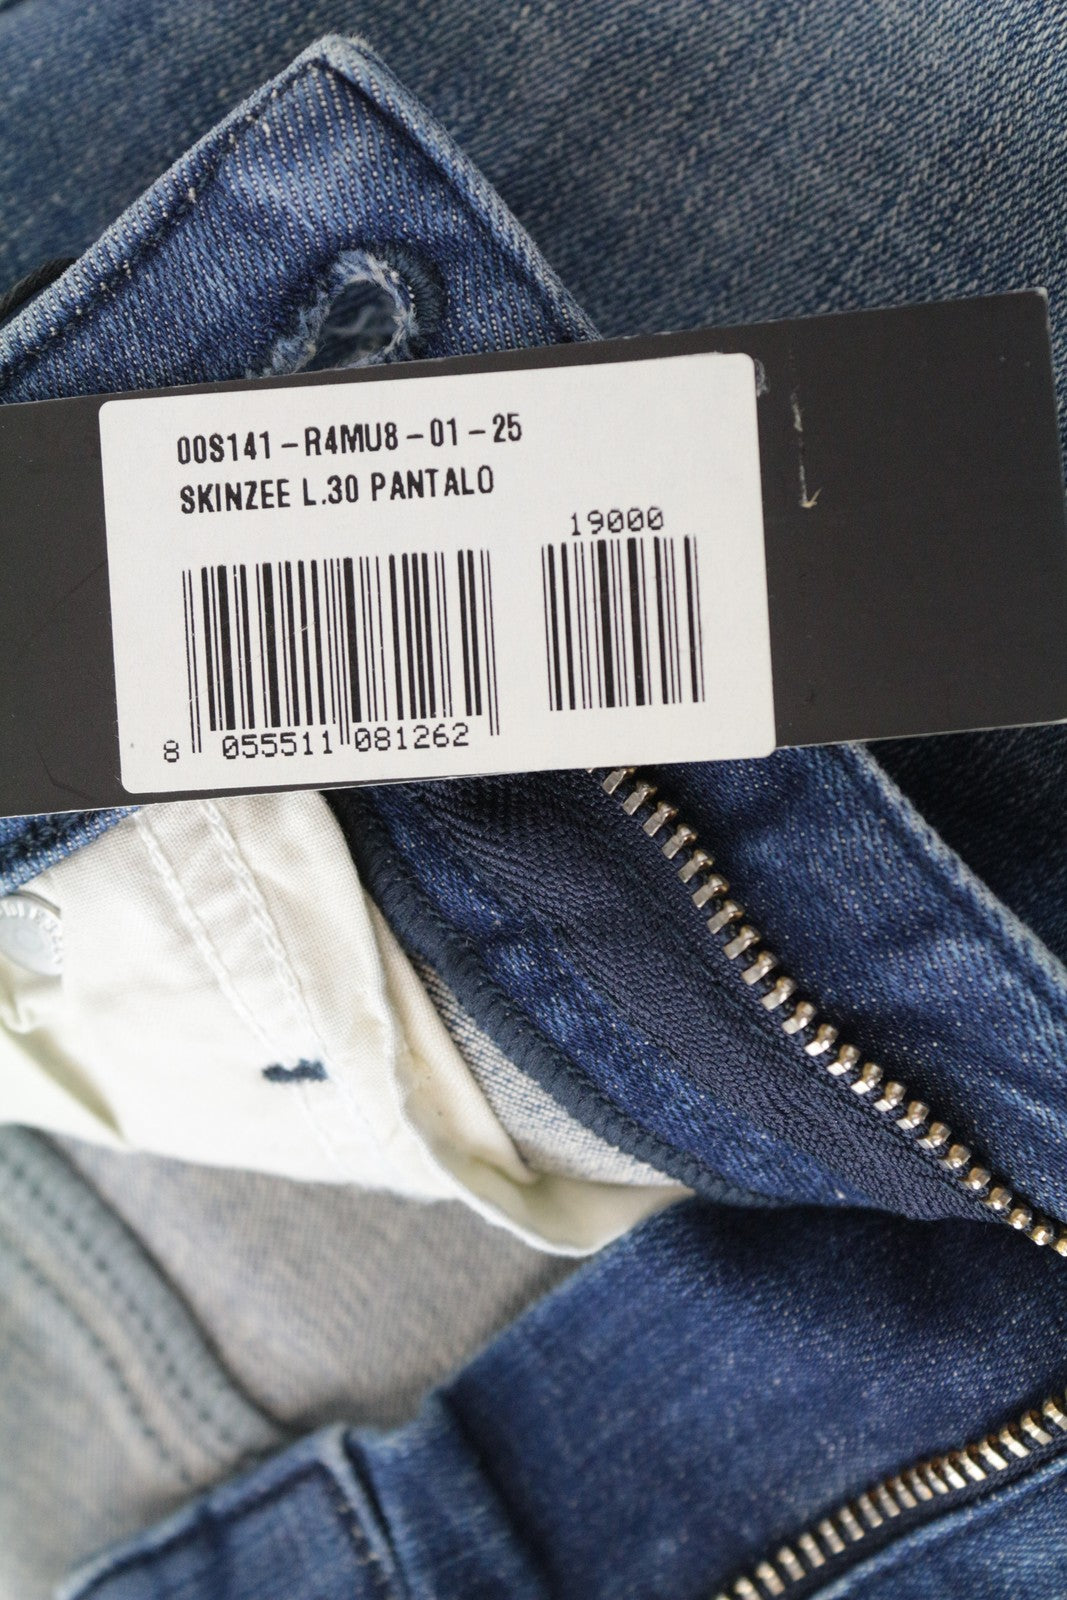 00S141-R4MU8-01-25
SKINZEE L.30 PANTALO
19000
8 055511 081262